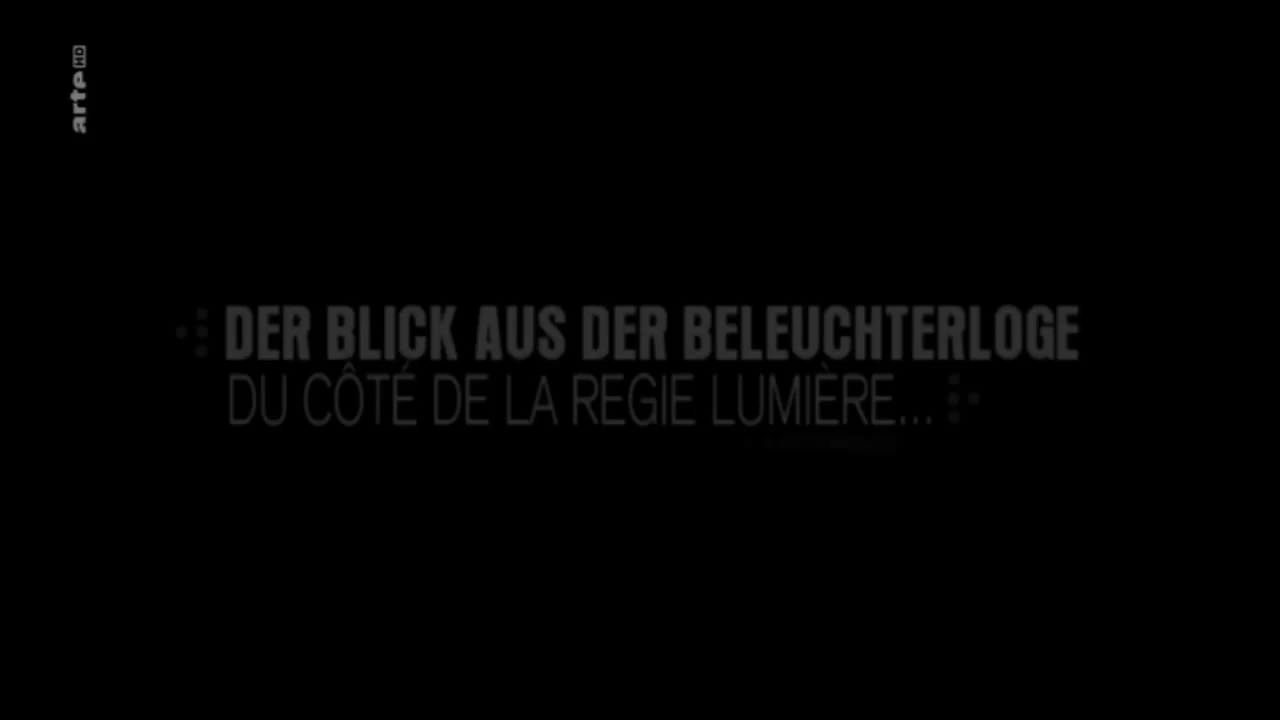 arte HD
DER BLICK AUS DER BELEUCHTERLOGE
DU CÔTÉ DE LA REGIE LUMIÈRE...